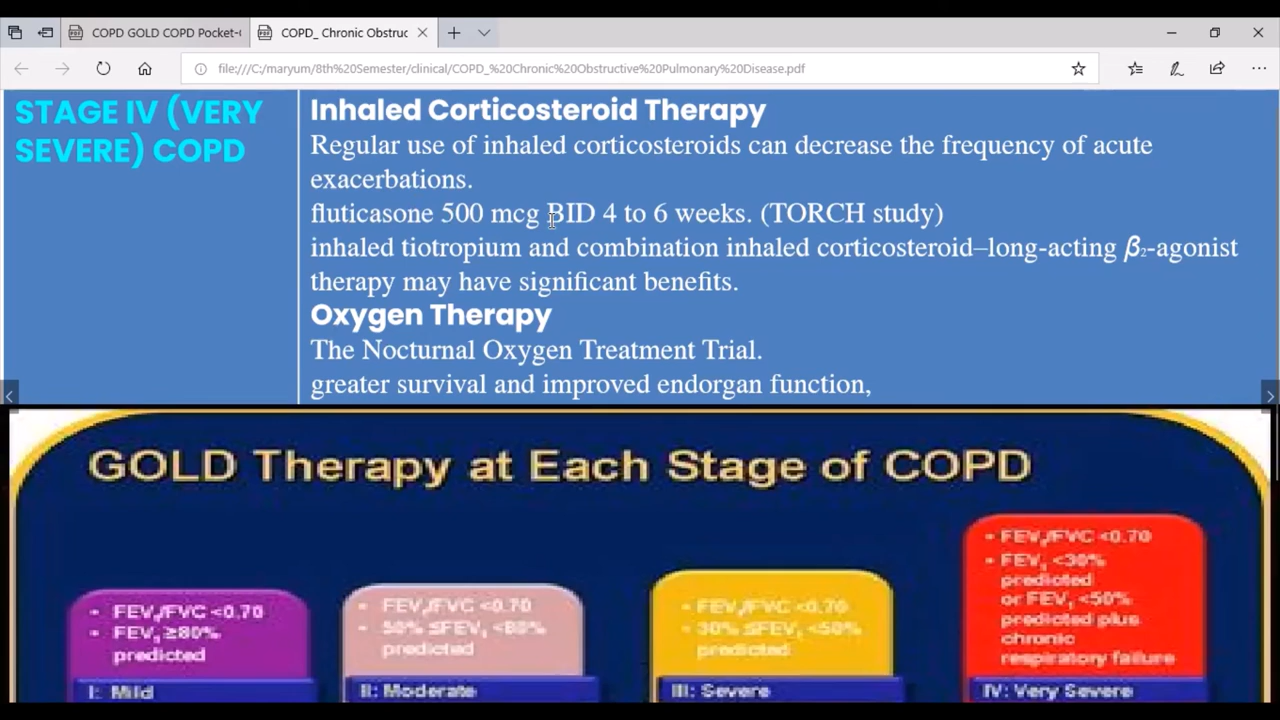 COPD GOLD COPD Pocket-
COPD_ Chronic Obstruc
file:///C:/maryum/8th%20Semester/clinical/COPD_%20Chronic%20Obstructive%20Pulmonary%20Disease.pdf
STAGE IV (VERY
SEVERE) COPD
Inhaled Corticosteroid Therapy
Regular use of inhaled corticosteroids can decrease the frequency of acute
exacerbations.
fluticasone 500 mcg BID 4 to 6 weeks. (TORCH study)
inhaled tiotropium and combination inhaled corticosteroid–long-acting β2-agonist
therapy may have significant benefits.
Oxygen Therapy
The Nocturnal Oxygen Treatment Trial.
greater survival and improved endorgan function,
GOLD Therapy at Each Stage of COPD
• FEV₁/FVC <0.70
• FEV₁ ≥80%
predicted
I: Mild
• FEV₁/FVC <0.70
• 50% ≤FEV₁ <80%
predicted
II: Moderate
• FEV₁/FVC <0.70
• 30% ≤FEV₁ <50%
predicted
III: Severe
• FEV₁/FVC <0.70
• FEV₁ <30%
predicted
or FEV₁ <50%
predicted plus
chronic
respiratory failure
IV: Very Severe